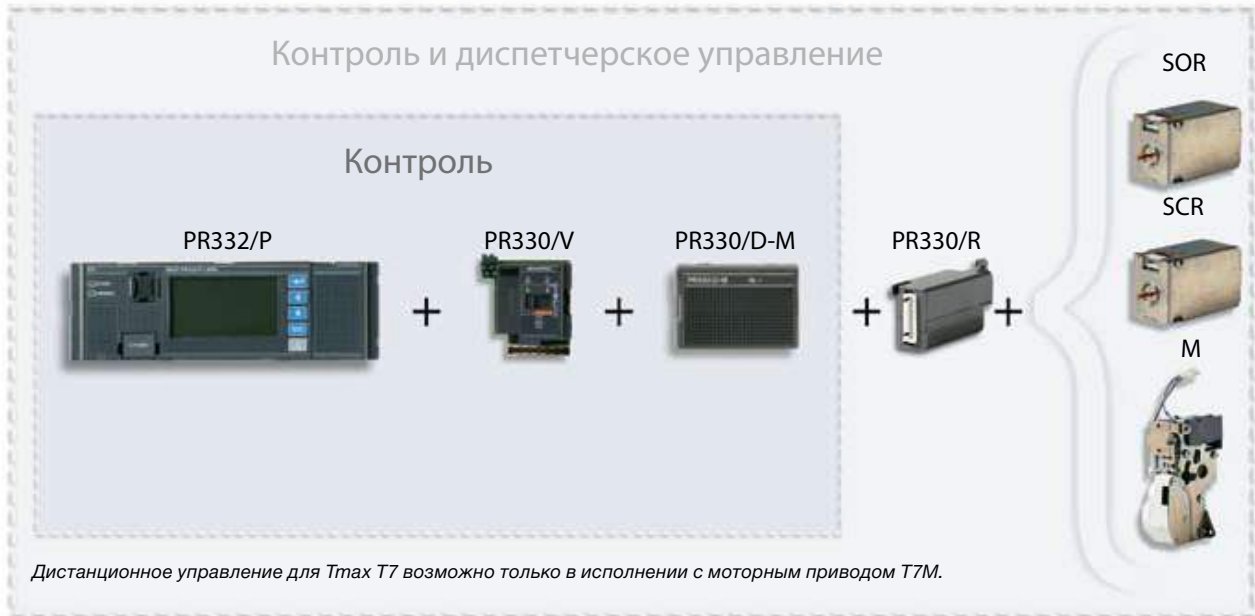 Контроль и диспетчерское управление
SOR
Контроль
SCR
PR332/P
PR330/V
PR330/D-M
PR330/R
+
+
+
+
M
Дистанционное управление для Tmax T7 возможно только в исполнении с моторным приводом T7M.